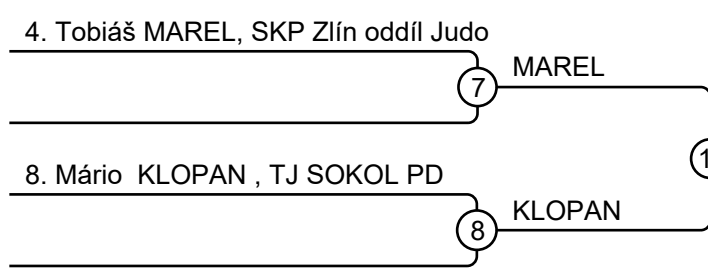 4. Tobiáš MAREL, SKP Zlín oddíl Judo
MAREL
7
8. Mário KLOPAN , TJ SOKOL PD
KLOPAN
8